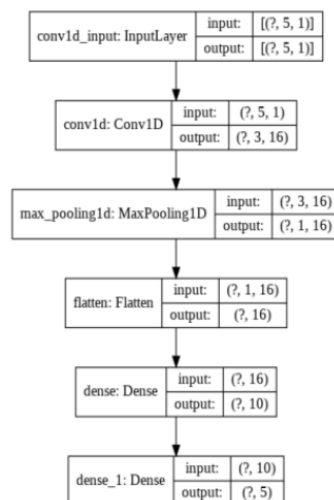 conv1d_input: InputLayer
input: [(?, 5, 1)]
output: [(?, 5, 1)]
conv1d: Conv1D
input: (?, 5, 1)
output: (?, 3, 16)
max_pooling1d: MaxPooling1D
input: (?, 3, 16)
output: (?, 1, 16)
flatten: Flatten
input: (?, 1, 16)
output: (?, 16)
dense: Dense
input: (?, 16)
output: (?, 10)
dense_1: Dense
input: (?, 10)
output: (?, 5)